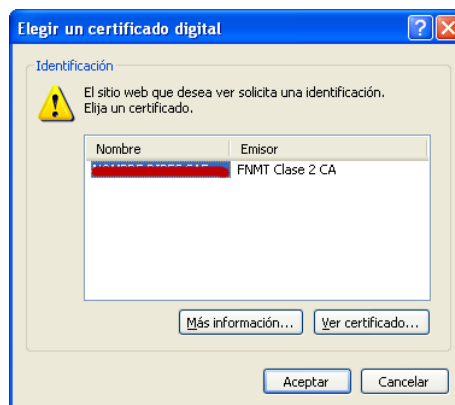 Elegir un certificado digital
Identificación
El sitio web que desea ver solicita una identificación.
Elija un certificado.
Nombre Emisor
FNMT Clase 2 CA
Más información... Ver certificado...
Aceptar Cancelar